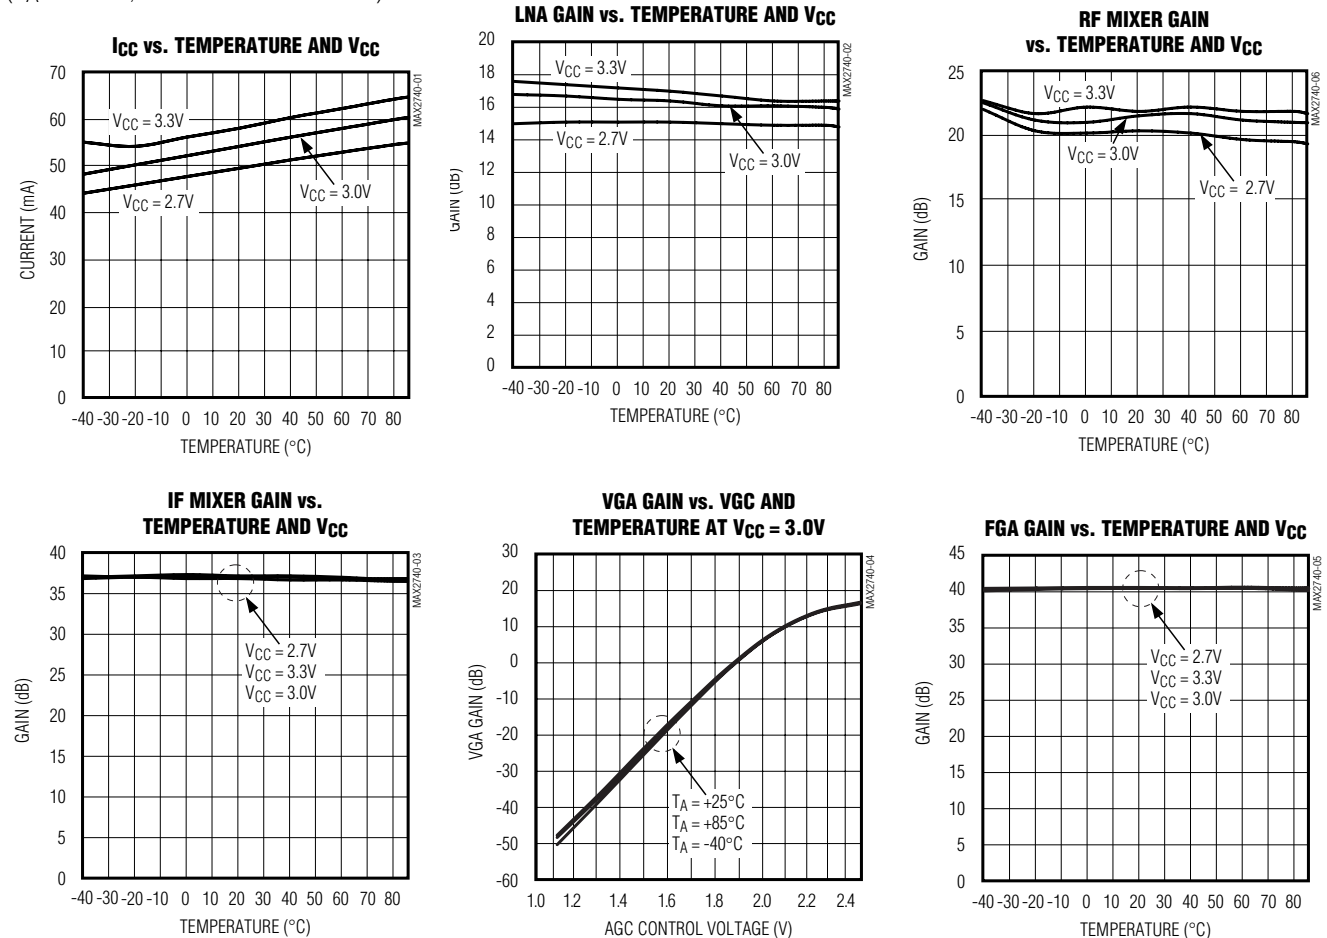 ICC vs. TEMPERATURE AND VCC
70
60
50
40
30
20
10
0
CURRENT (mA)
VCC = 3.3V
VCC = 3.0V
VCC = 2.7V
MAX2740-01
-40 -30 -20 -10 0 10 20 30 40 50 60 70 80
TEMPERATURE (°C)
LNA GAIN vs. TEMPERATURE AND VCC
20
18
16
14
12
10
8
6
4
2
0
GAIN (dB)
VCC = 3.3V
VCC = 2.7V
VCC = 3.0V
MAX2740-02
-40 -30 -20 -10 0 10 20 30 40 50 60 70 80
TEMPERATURE (°C)
RF MIXER GAIN
vs. TEMPERATURE AND VCC
25
20
15
10
5
0
GAIN (dB)
VCC = 3.3V
VCC = 3.0V
VCC = 2.7V
MAX2740-06
-40 -30 -20 -10 0 10 20 30 40 50 60 70 80
TEMPERATURE (°C)
IF MIXER GAIN vs.
TEMPERATURE AND VCC
40
35
30
25
20
15
10
5
0
GAIN (dB)
VCC = 2.7V
VCC = 3.3V
VCC = 3.0V
MAX2740-03
-40 -30 -20 -10 0 10 20 30 40 50 60 70 80
TEMPERATURE (°C)
VGA GAIN vs. VGC AND
TEMPERATURE AT VCC = 3.0V
30
20
10
0
-10
-20
-30
-40
-50
-60
VGA GAIN (dB)
TA = +25°C
TA = +85°C
TA = -40°C
MAX2740-04
1.0 1.2 1.4 1.6 1.8 2.0 2.2 2.4
AGC CONTROL VOLTAGE (V)
FGA GAIN vs. TEMPERATURE AND VCC
45
40
35
30
25
20
15
10
5
0
GAIN (dB)
VCC = 2.7V
VCC = 3.3V
VCC = 3.0V
MAX2740-05
-40 -30 -20 -10 0 10 20 30 40 50 60 70 80
TEMPERATURE (°C)